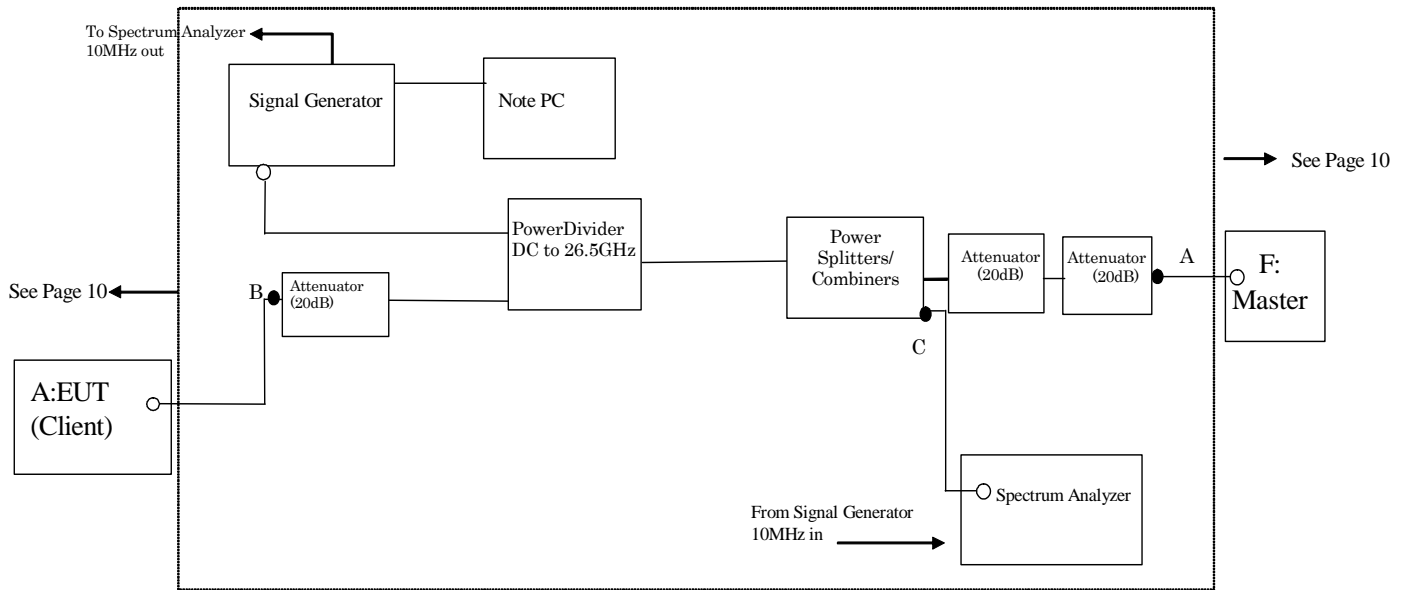 To Spectrum Analyzer
10MHz out
Signal Generator
Note PC
See Page 10
PowerDivider
DC to 26.5GHz
Power
Splitters/
Combiners
Attenuator
(20dB)
Attenuator
(20dB)
A
F:
Master
See Page 10
B
Attenuator
(20dB)
C
A:EUT
(Client)
Spectrum Analyzer
From Signal Generator
10MHz in